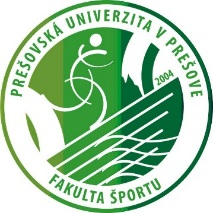 PREŠOVSKÁ UNIVERZITA V PREŠOVE
2004
FAKULTA ŠPORTU